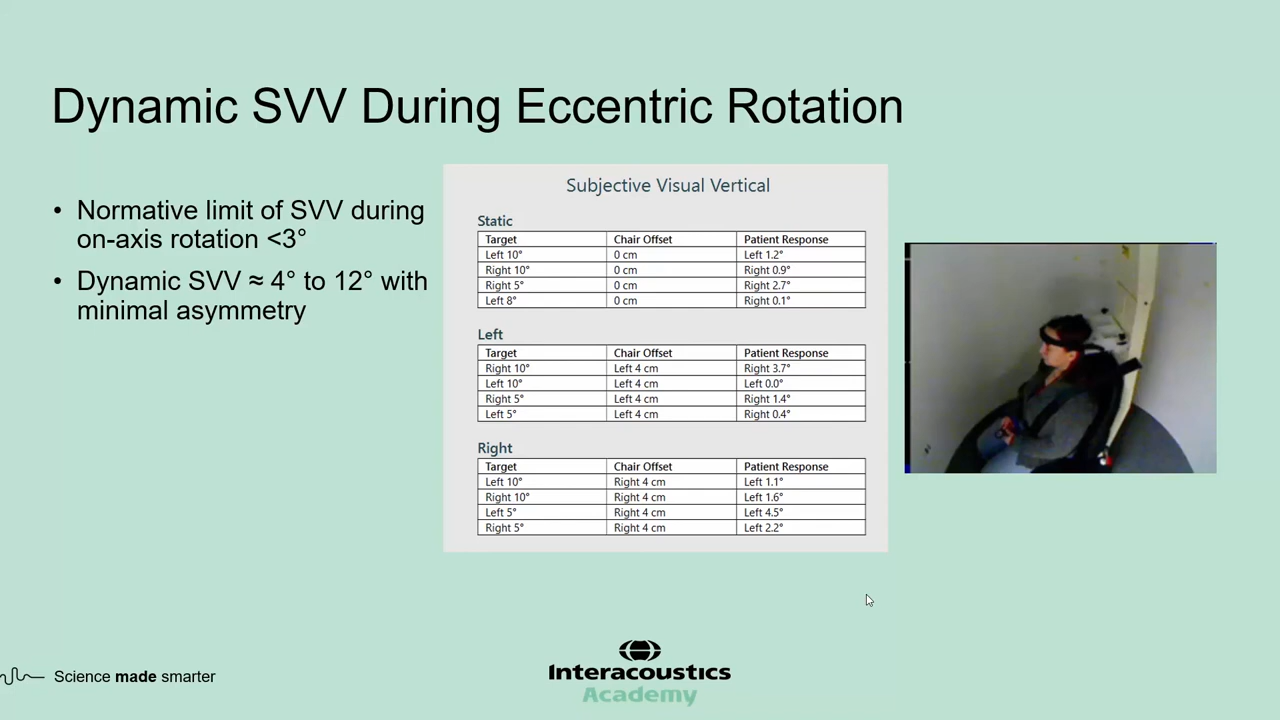 Dynamic SVV During Eccentric Rotation
• Normative limit of SVV during
on-axis rotation <3°
• Dynamic SVV ≈ 4° to 12° with
minimal asymmetry
Subjective Visual Vertical
Static
Target Chair Offset Patient Response
Left 10° 0 cm Left 1.2°
Right 10° 0 cm Right 0.9°
Right 5° 0 cm Right 2.7°
Left 8° 0 cm Right 0.1°
Left
Target Chair Offset Patient Response
Right 10° Left 4 cm Right 3.7°
Left 10° Left 4 cm Left 0.0°
Right 5° Left 4 cm Right 1.4°
Left 5° Left 4 cm Right 0.4°
Right
Target Chair Offset Patient Response
Left 10° Right 4 cm Left 1.1°
Right 10° Right 4 cm Left 1.6°
Left 5° Right 4 cm Left 4.5°
Right 5° Right 4 cm Left 2.2°
Science made smarter
Interacoustics
Academy